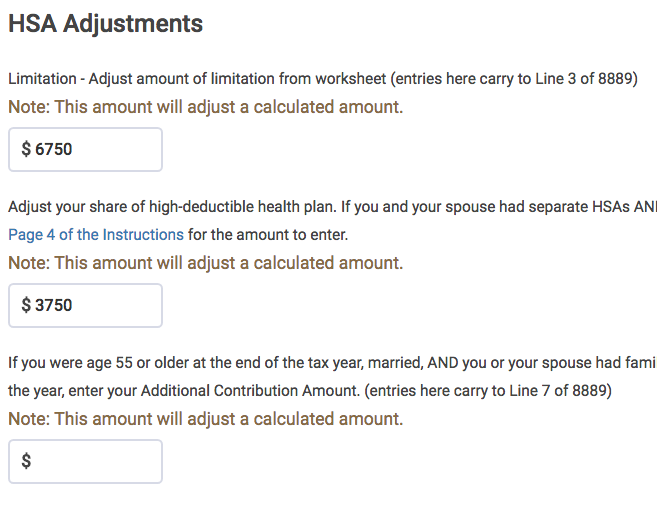 HSA Adjustments
Limitation - Adjust amount of limitation from worksheet (entries here carry to Line 3 of 8889)
Note: This amount will adjust a calculated amount.
$ 6750
Adjust your share of high-deductible health plan. If you and your spouse had separate HSAs AN
Page 4 of the Instructions for the amount to enter.
Note: This amount will adjust a calculated amount.
$ 3750
If you were age 55 or older at the end of the tax year, married, AND you or your spouse had fami
the year, enter your Additional Contribution Amount. (entries here carry to Line 7 of 8889)
Note: This amount will adjust a calculated amount.
$